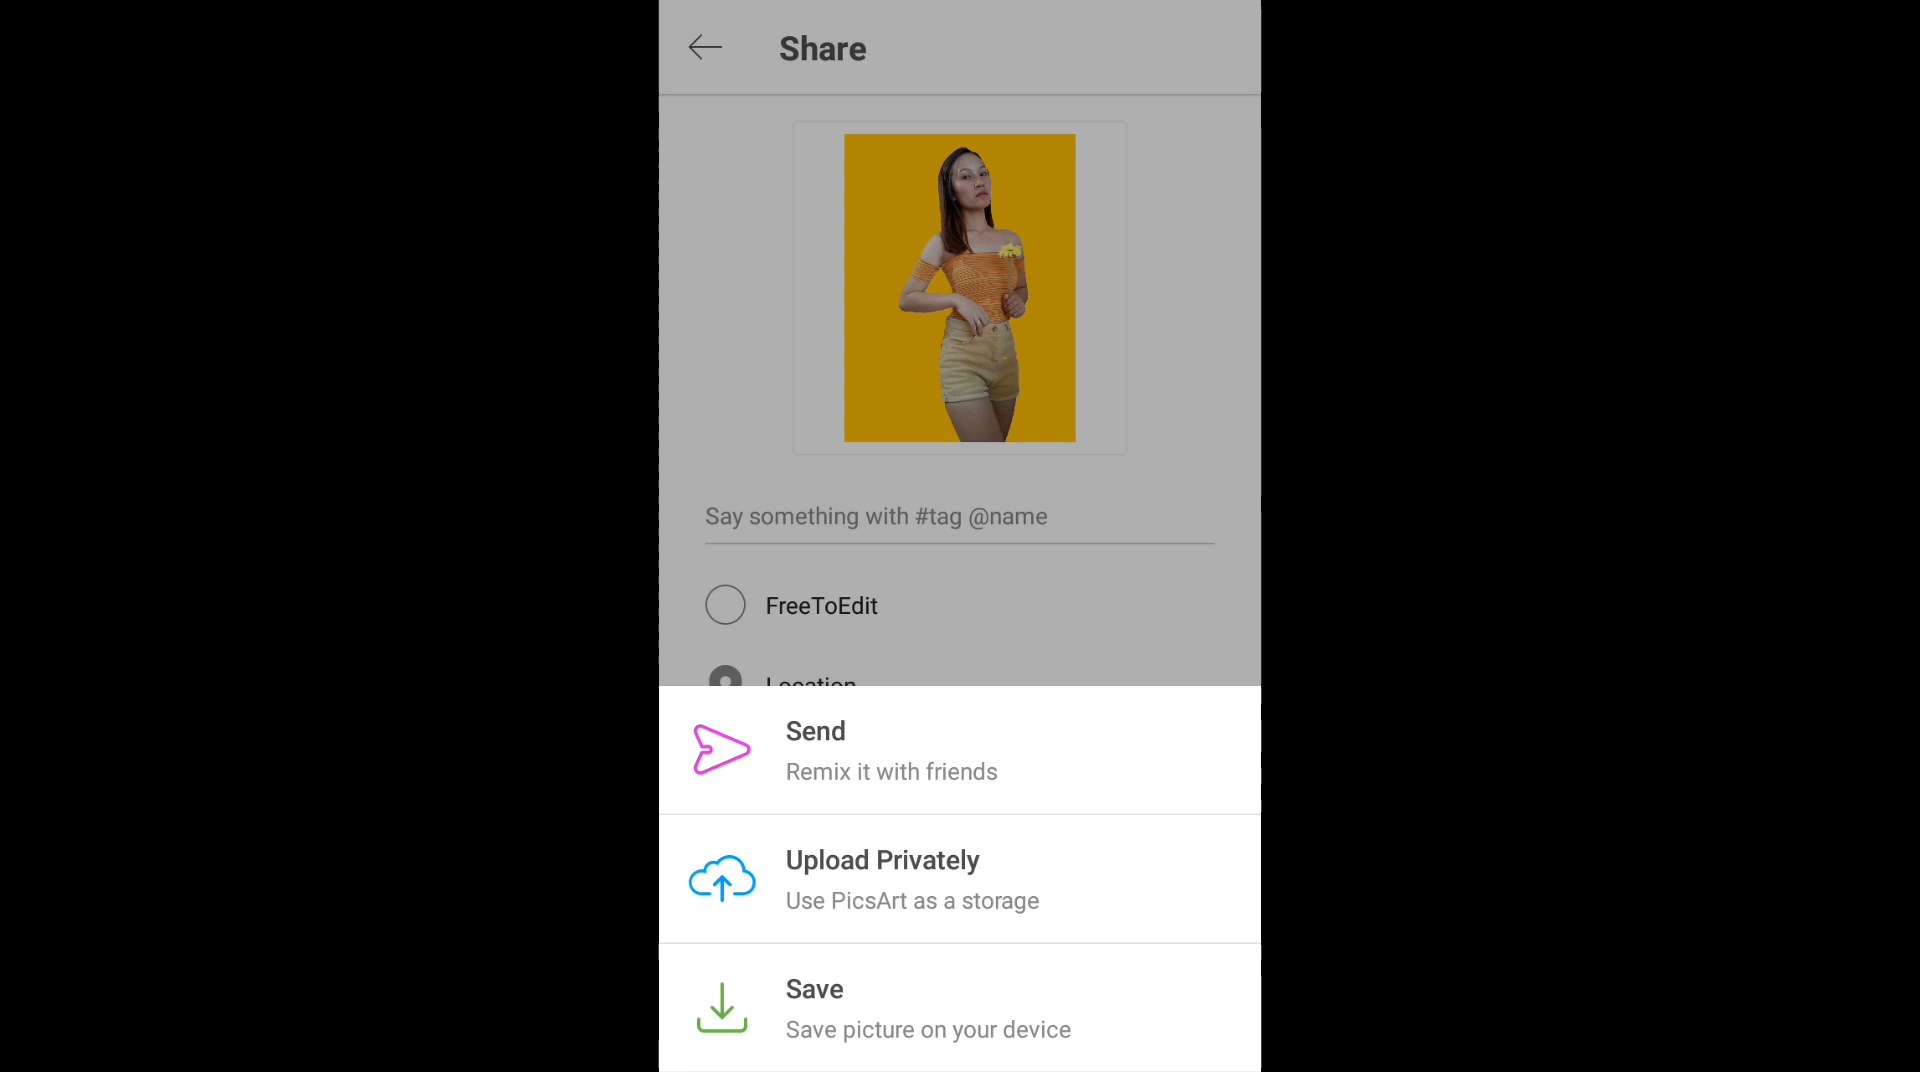 Share
Say something with #tag @name
FreeToEdit
Location
Send
Remix it with friends
Upload Privately
Use PicsArt as a storage
Save
Save picture on your device